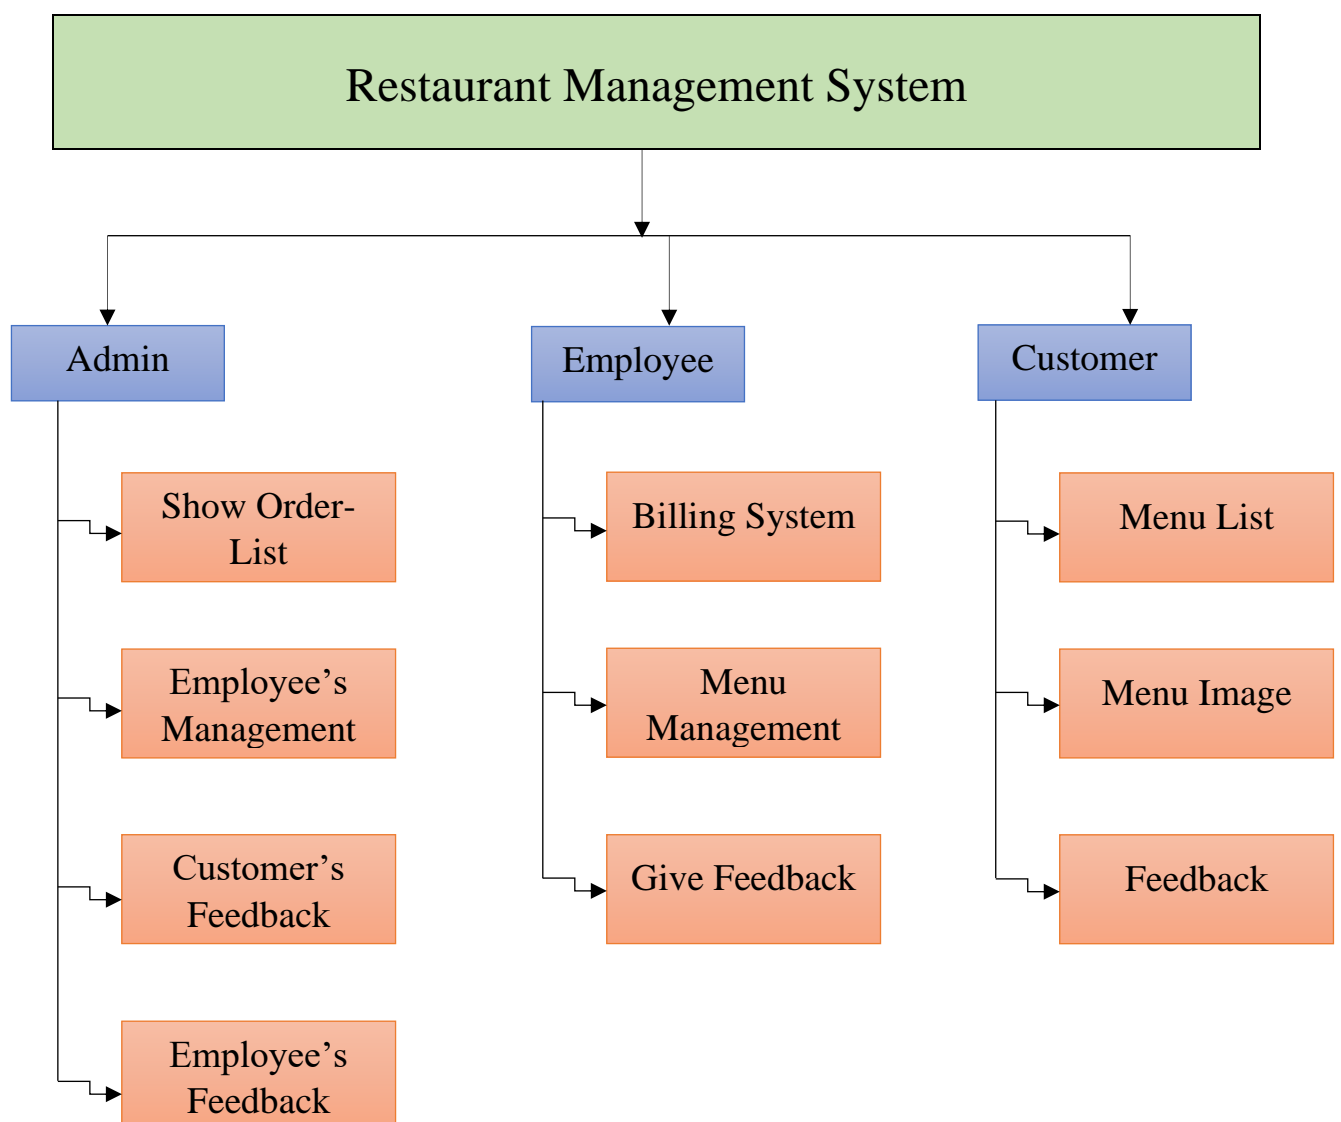 Restaurant Management System
Admin
Employee
Customer
Show Order-
List
Billing System
Menu List
Employee’s
Management
Menu
Management
Menu Image
Customer’s
Feedback
Give Feedback
Feedback
Employee’s
Feedback